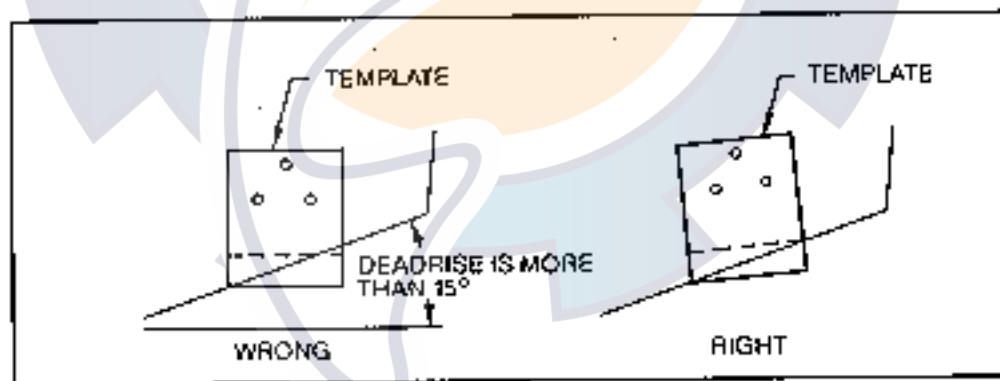 TEMPLATE
TEMPLATE
DEADRISE IS MORE
THAN 15°
WRONG
RIGHT